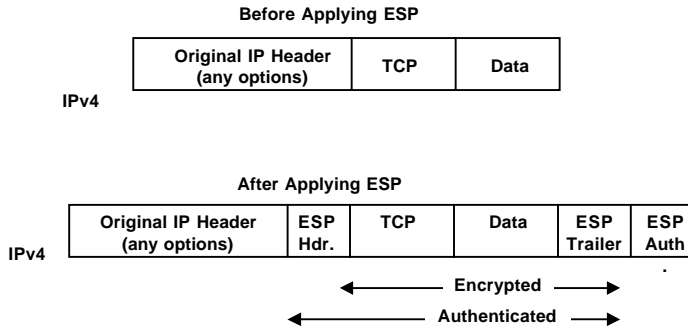 Before Applying ESP
Original IP Header TCP Data
(any options)
IPv4
After Applying ESP
Original IP Header ESP TCP Data ESP ESP
(any options) Hdr. Trailer Auth
IPv4 .
Encrypted
Authenticated